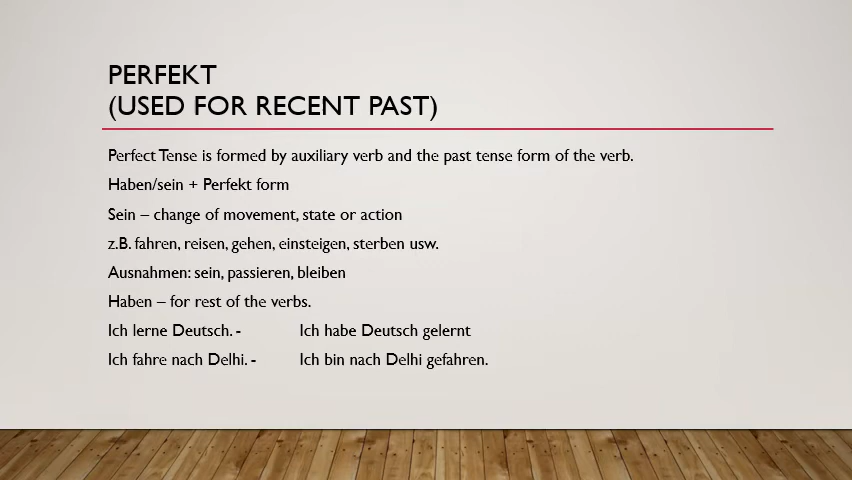 PERFEKT
(USED FOR RECENT PAST)
Perfect Tense is formed by auxiliary verb and the past tense form of the verb.
Haben/sein + Perfekt form
Sein – change of movement, state or action
z.B. fahren, reisen, gehen, einsteigen, sterben usw.
Ausnahmen: sein, passieren, bleiben
Haben – for rest of the verbs.
Ich lerne Deutsch. - Ich habe Deutsch gelernt
Ich fahre nach Delhi. - Ich bin nach Delhi gefahren.